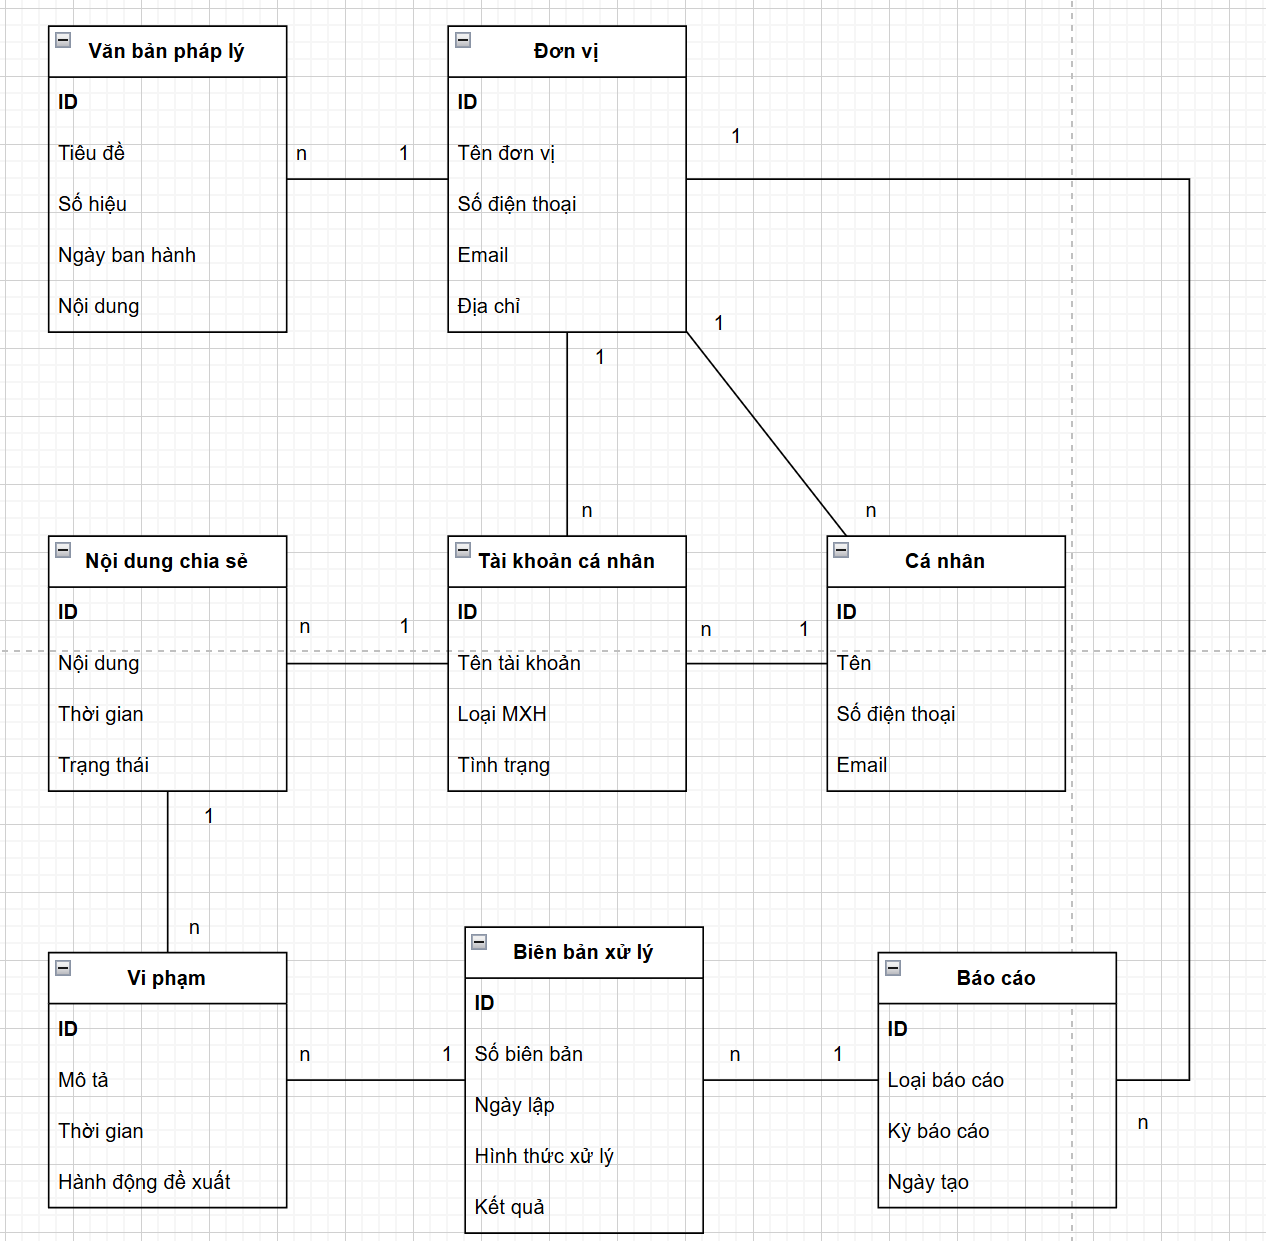 Văn bản pháp lý
ID
Tiêu đề
Số hiệu
Ngày ban hành
Nội dung
n
1
Đơn vị
ID
Tên đơn vị
Số điện thoại
Email
Địa chỉ
1
1
1
n
n
Nội dung chia sẻ
ID
Nội dung
Thời gian
Trạng thái
n
1
Tài khoản cá nhân
ID
Tên tài khoản
Loại MXH
Tình trạng
n
1
Cá nhân
ID
Tên
Số điện thoại
Email
1
n
Vi phạm
ID
Mô tả
Thời gian
Hành động đề xuất
n
1
Biên bản xử lý
ID
Số biên bản
Ngày lập
Hình thức xử lý
Kết quả
n
1
Báo cáo
ID
Loại báo cáo
Kỳ báo cáo
Ngày tạo
n